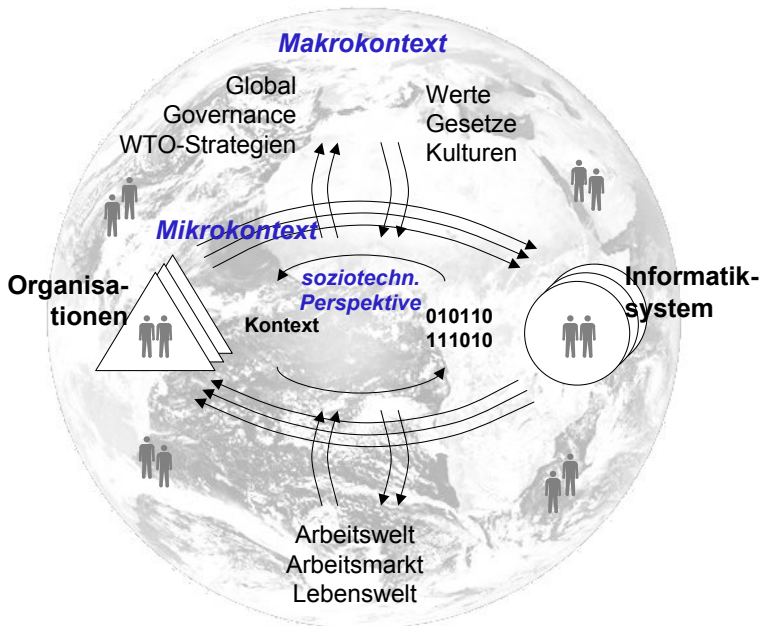 Makrokontext
Global
Governance
WTO-Strategien
Werte
Gesetze
Kulturen
Mikrokontext
Organisa-
tionen
soziotechn.
Perspektive
Kontext
010110
111010
Informatik-
system
Arbeitswelt
Arbeitsmarkt
Lebenswelt